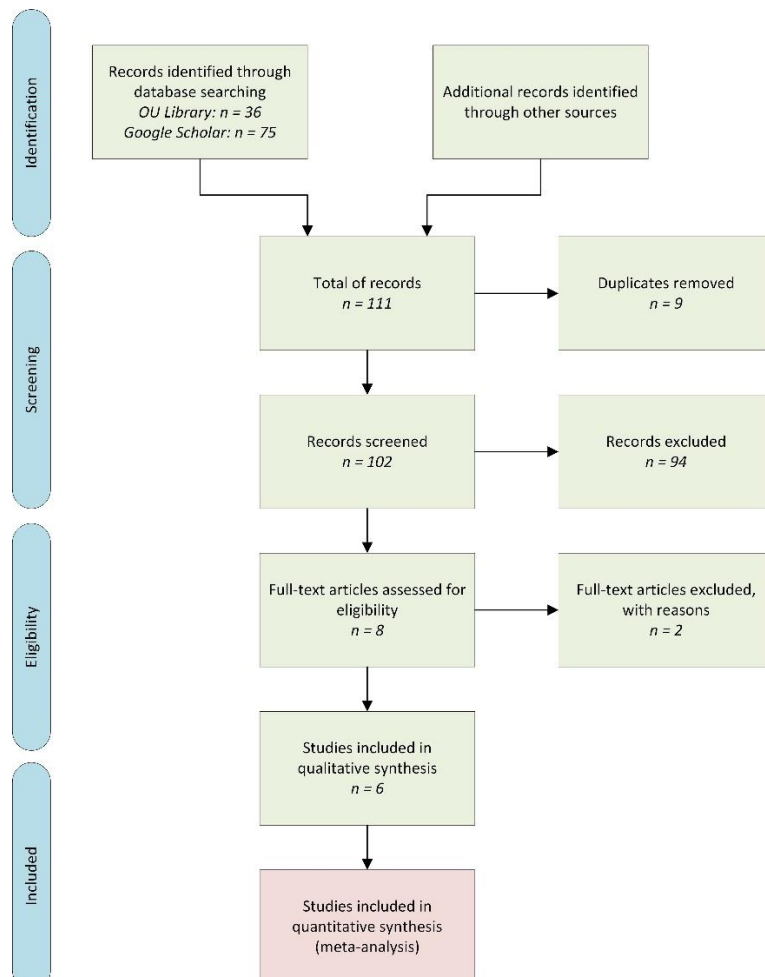 Identification
Records identified through
database searching
OU Library: n = 36
Google Scholar: n = 75
Additional records identified
through other sources
Screening
Total of records
n = 111
Duplicates removed
n = 9
Records screened
n = 102
Records excluded
n = 94
Eligibility
Full-text articles assessed for
eligibility
n = 8
Full-text articles excluded,
with reasons
n = 2
Studies included in
qualitative synthesis
n = 6
Included
Studies included in
quantitative synthesis
(meta-analysis)